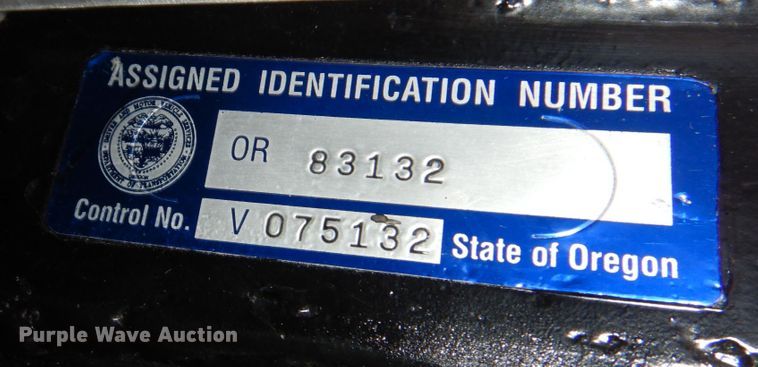 ASSIGNED IDENTIFICATION NUMBER
OR 83132
Control No. V 075132 State of Oregon
Purple Wave Auction